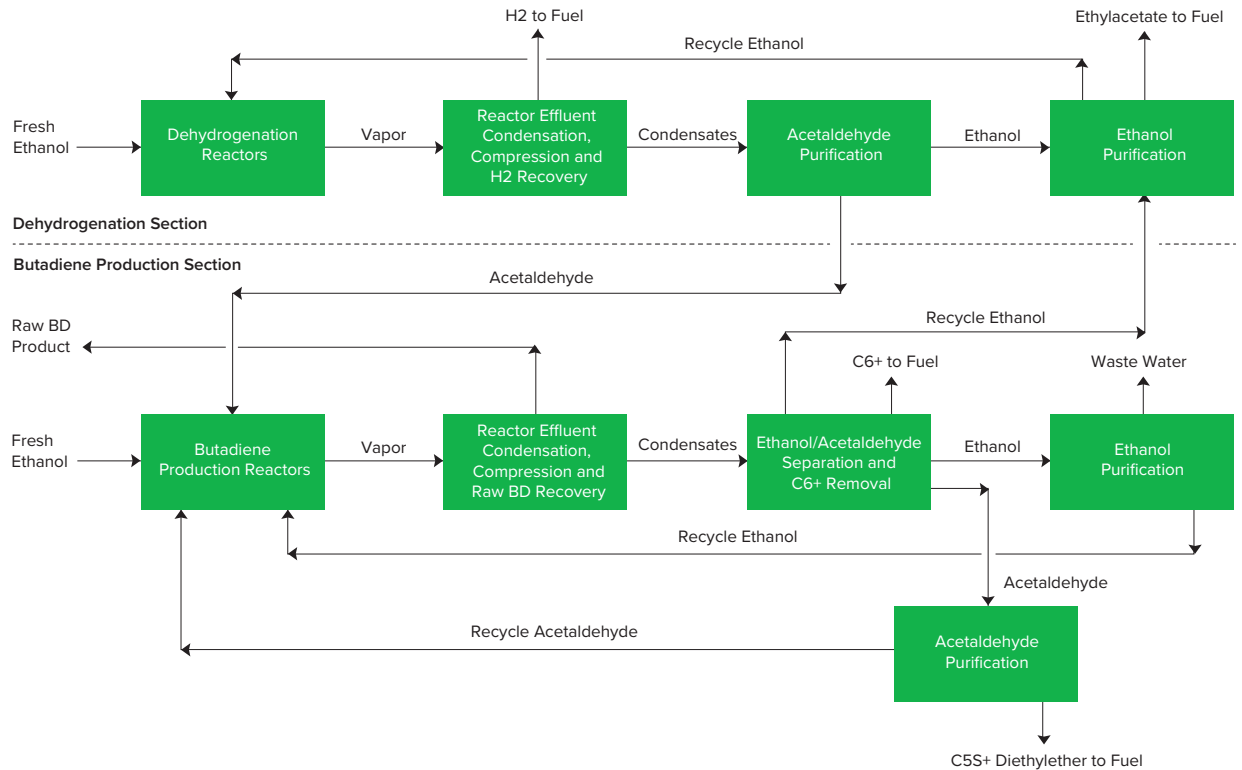 H2 to Fuel
Ethylacetate to Fuel
Recycle Ethanol
Fresh
Ethanol
Dehydrogenation
Reactors
Vapor
Reactor Effluent
Condensation,
Compression and
H2 Recovery
Condensates
Acetaldehyde
Purification
Ethanol
Ethanol
Purification
Dehydrogenation Section
Butadiene Production Section
Acetaldehyde
Raw BD
Product
Recycle Ethanol
C6+ to Fuel
Waste Water
Fresh
Ethanol
Butadiene
Production Reactors
Vapor
Reactor Effluent
Condensation,
Compression and
Raw BD Recovery
Condensates
Ethanol/Acetaldehyde
Separation and
C6+ Removal
Ethanol
Ethanol
Purification
Recycle Ethanol
Acetaldehyde
Recycle Acetaldehyde
Acetaldehyde
Purification
C5S+ Diethylether to Fuel